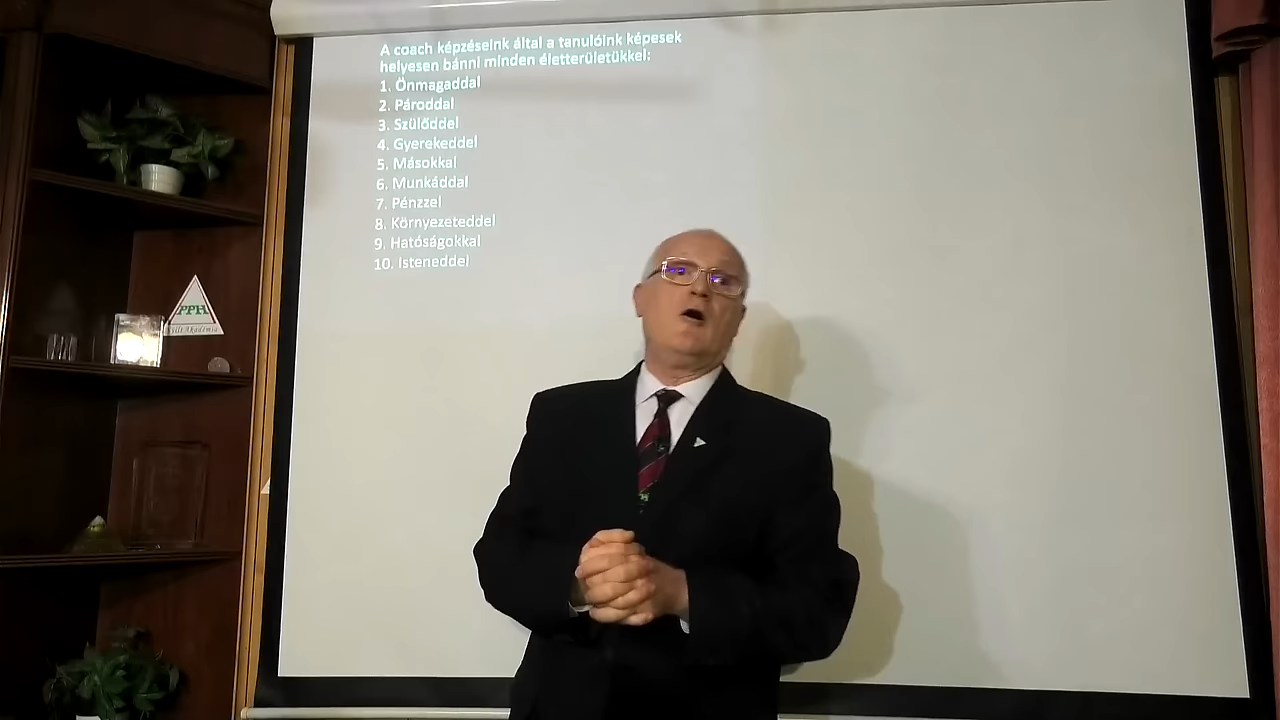 A coach képzéseink által a tanulóink képesek
helyesen bánni minden életterületükkel:
1. Önmagaddal
2. Pároddal
3. Szülőddel
4. Gyerekeddel
5. Másokkal
6. Munkáddal
7. Pénzzel
8. Környezeteddel
9. Hatóságokkal
10. Isteneddel
PPH
Akadémia